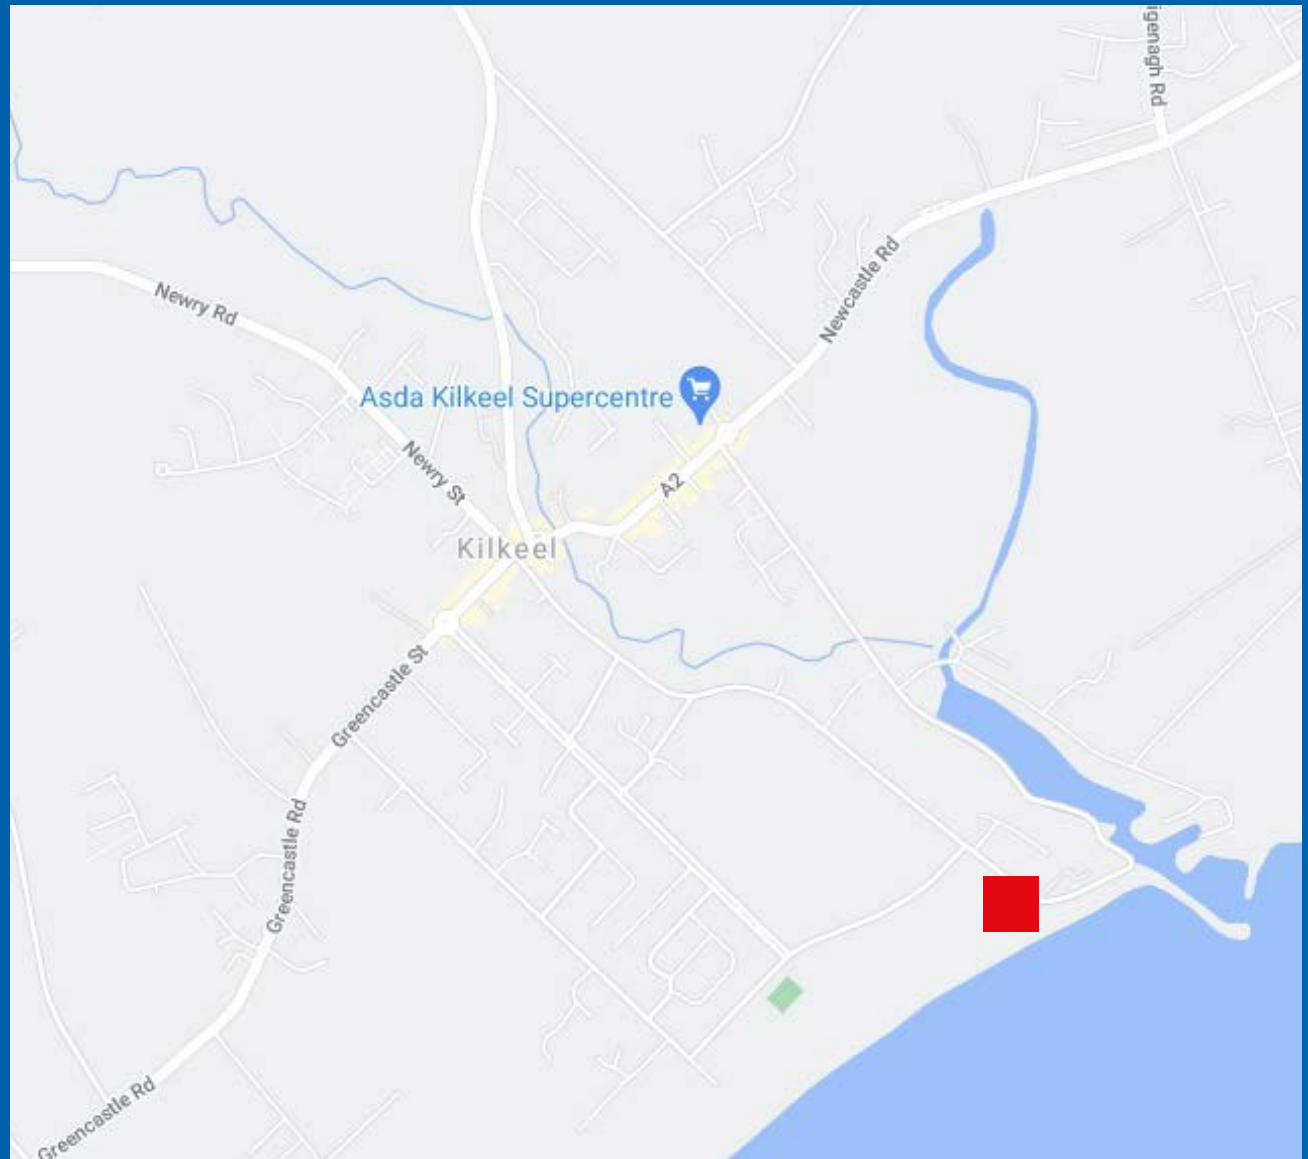 igenagh Rd
Newcastle Rd
Newry Rd
Asda Kilkeel Supercentre
Newry St
A2
Kilkeel
Greencastle St
Greencastle Rd
Greencastle Rd